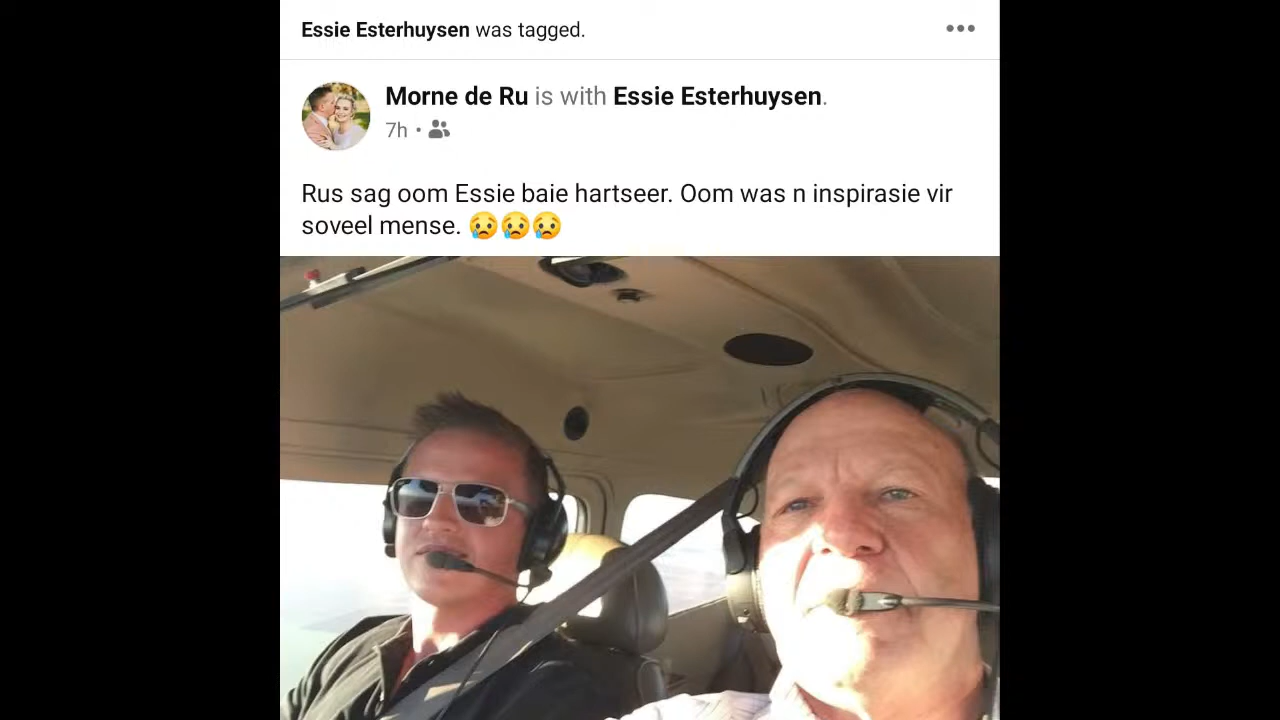 Essie Esterhuysen was tagged.
Morne de Ru is with Essie Esterhuysen.
7h •
Rus sag oom Essie baie hartseer. Oom was n inspirasie vir
soveel mense. 😢😢😢